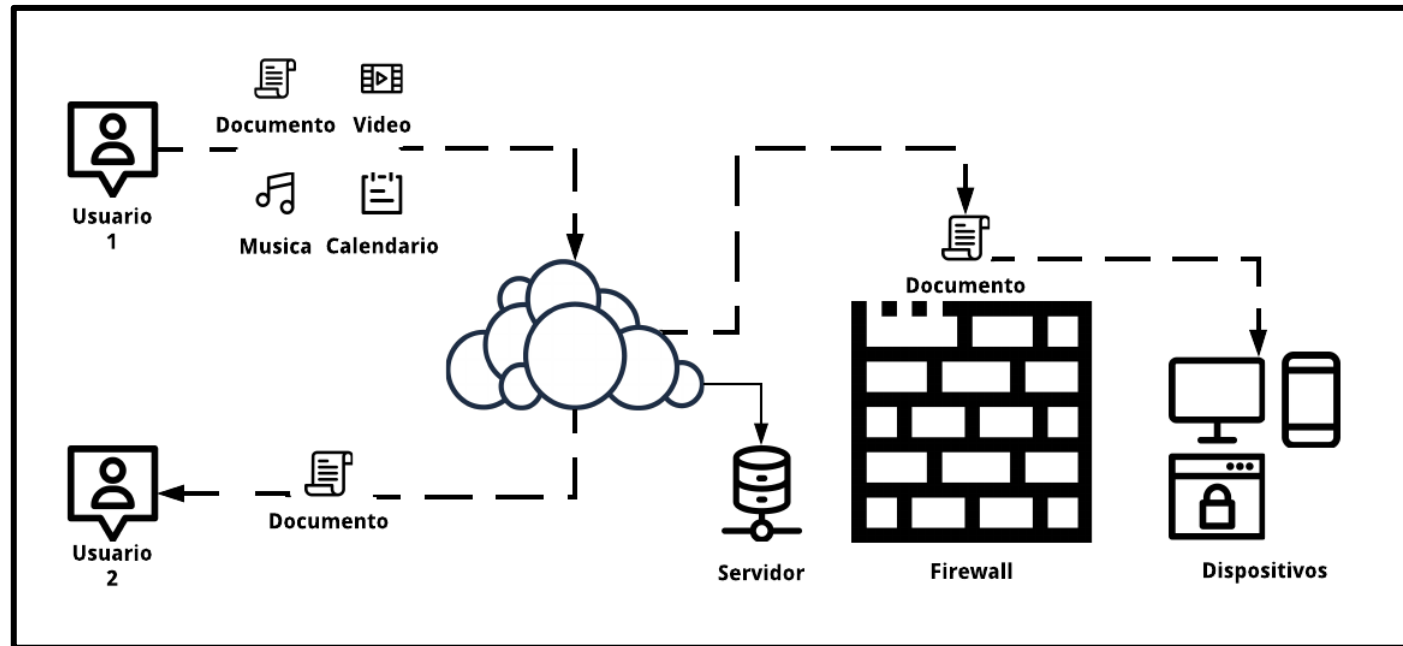 Documento Video
Usuario
1
Musica Calendario
Documento
Usuario
2
Documento
Servidor
Firewall
Dispositivos